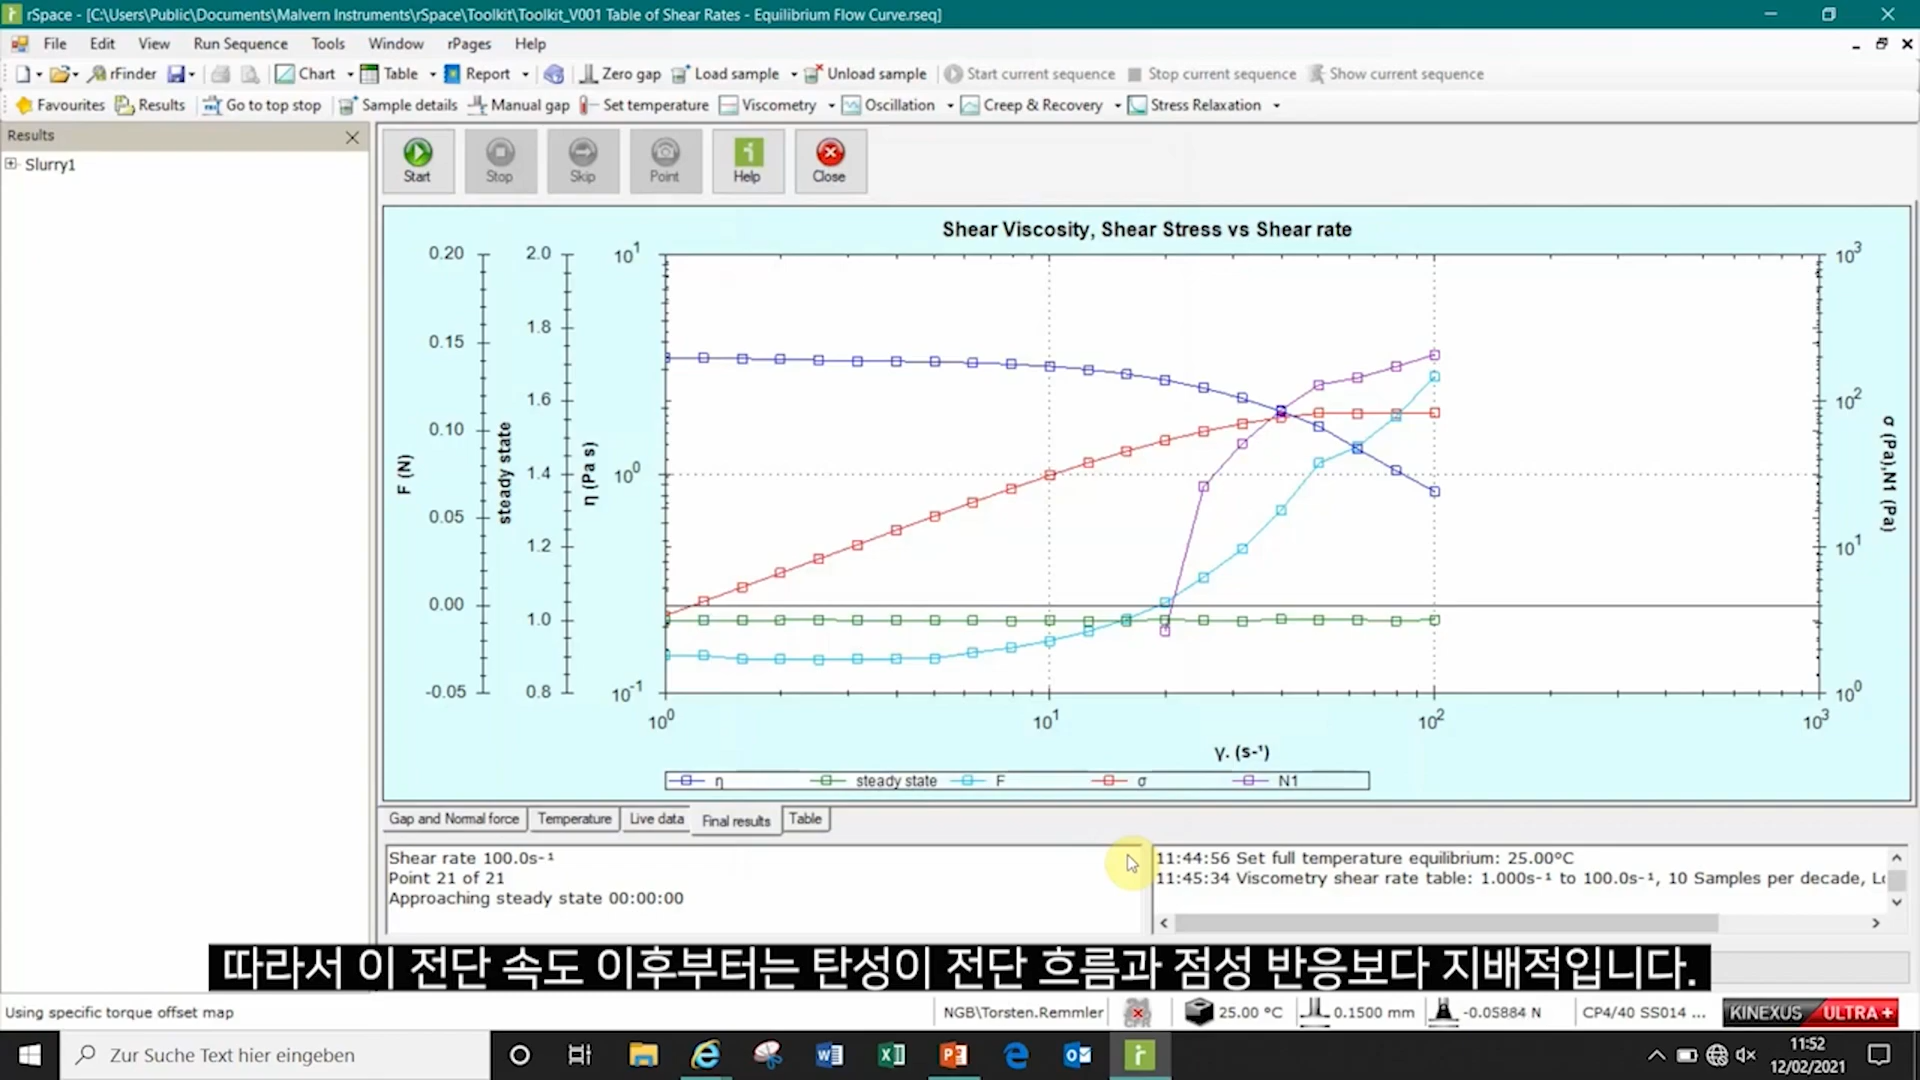 rSpace - [C:\Users\Public\Documents\Malvern Instruments\rSpace\Toolkit\Toolkit_V001 Table of Shear Rates - Equilibrium Flow Curve.rseq]
File Edit View Run Sequence Tools Window rPages Help
rFinder Chart Table Report Zero gap Load sample Unload sample Start current sequence Stop current sequence Show current sequence
Favourites Results Go to top stop Sample details Manual gap Set temperature Viscometry Oscillation Creep & Recovery Stress Relaxation
Results
Slurry1
Start Stop Skip Point Help Close
Shear Viscosity, Shear Stress vs Shear rate
0.20
0.15
0.10
0.05
0.00
-0.05
F (N)
2.0
1.8
1.6
1.4
1.2
1.0
0.8
steady state
10¹
10⁰
10⁻¹
η (Pa s)
10³
10²
10¹
10⁰
σ (Pa),N1 (Pa)
10⁰ 10¹ 10² 10³
γ. (s-¹)
η steady state F σ N1
Gap and Normal force Temperature Live data Final results Table
Shear rate 100.0s-¹
Point 21 of 21
Approaching steady state 00:00:00
11:44:56 Set full temperature equilibrium: 25.00°C
11:45:34 Viscometry shear rate table: 1.000s-¹ to 100.0s-¹, 10 Samples per decade,
따라서 이 전단 속도 이후부터는 탄성이 전단 흐름과 점성 반응보다 지배적입니다.
Using specific torque offset map
NGB\Torsten.Remmler 25.00 °C 0.1500 mm -0.05884 N CP4/40 SS014 ... KINEXUS ULTRA+
Zur Suche Text hier eingeben
11:52
12/02/2021